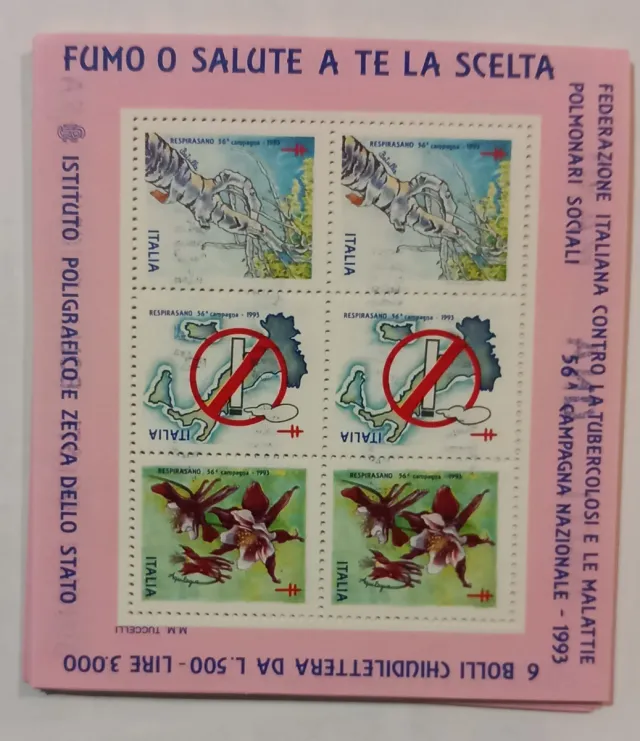 FUMO O SALUTE A TE LA SCELTA
FEDERAZIONE ITALIANA CONTRO LA TUBERCOLOSI E LE MALATTIE
POLMONARI SOCIALI
56ª CAMPAGNA NAZIONALE - 1993
6 BOLLI CHIUDILETTERA DA L.500 - LIRE 3.000
ISTITUTO POLIGRAFICO E ZECCA DELLO STATO
RESPIRASANO 56ª campagna - 1993
ITALIA
RESPIRASANO 56ª campagna - 1993
ITALIA
RESPIRASANO 56ª campagna - 1993
ITALIA
RESPIRASANO 56ª campagna - 1993
ITALIA
RESPIRASANO 56ª campagna - 1993
ITALIA
RESPIRASANO 56ª campagna - 1993
ITALIA
M.M. TUCCELLI